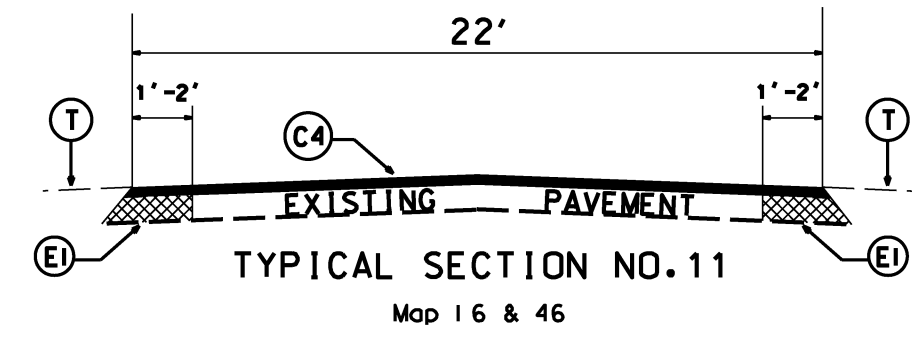 22'
1'-2' 1'-2'
T T
C4
EXISTING PAVEMENT
E1 E1
TYPICAL SECTION NO. 11
Map 16 & 46